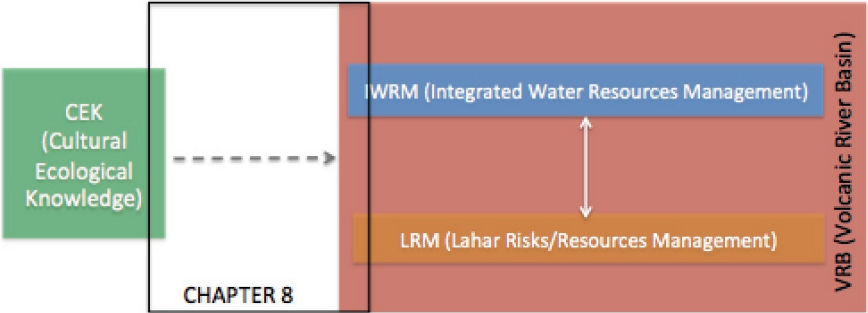 CEK
(Cultural
Ecological
Knowledge)
CHAPTER 8
IWRM (Integrated Water Resources Management)
LRM (Lahar Risks/Resources Management)
VRB (Volcanic River Basin)